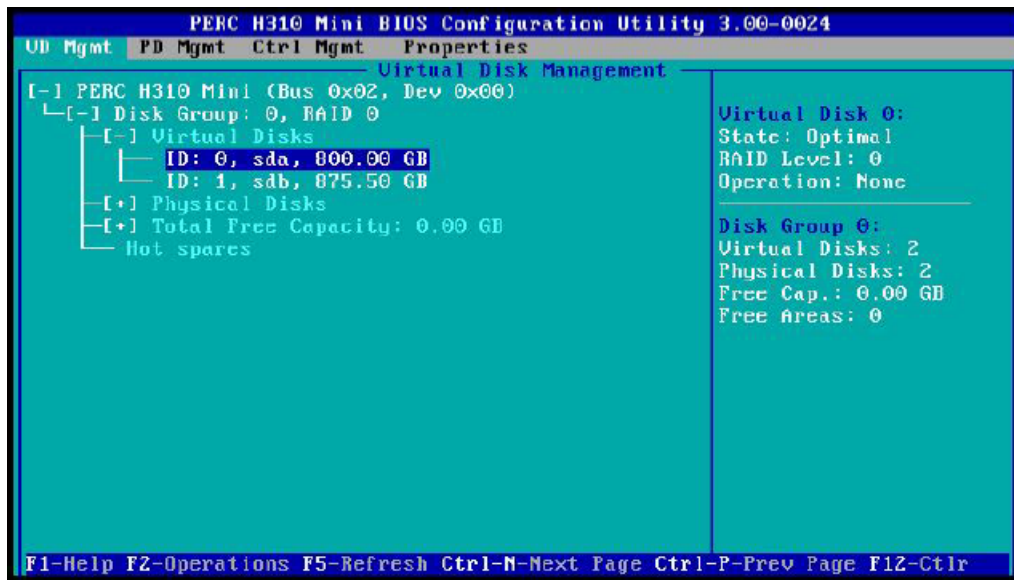 PERC H310 Mini BIOS Configuration Utility 3.00-0024
VD Mgmt PD Mgmt Ctrl Mgmt Properties
Virtual Disk Management
[-] PERC H310 Mini (Bus 0x02, Dev 0x00)
[-] Disk Group: 0, RAID 0
[-] Virtual Disks
ID: 0, sda, 800.00 GB
ID: 1, sdb, 875.50 GB
[+] Physical Disks
[+] Total Free Capacity: 0.00 GB
Hot spares
Virtual Disk 0:
State: Optimal
RAID Level: 0
Operation: None
Disk Group 0:
Virtual Disks: 2
Physical Disks: 2
Free Cap.: 0.00 GB
Free Areas: 0
F1-Help F2-Operations F5-Refresh Ctrl-N-Next Page Ctrl-P-Prev Page F12-Ctlr